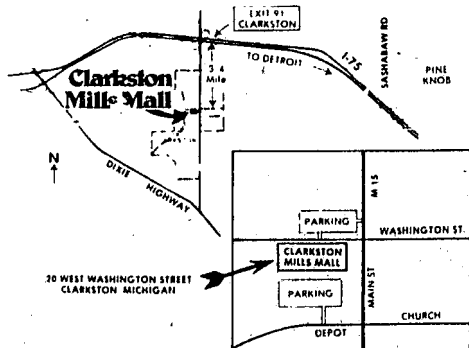 EXIT 91
CLARKSTON
TO DETROIT
I-75
SASHABAW RD
PINE
KNOB
3/4
Mile
Clarkston
Mills Mall
N
DIXIE
HIGHWAY
M 15
PARKING
WASHINGTON ST.
CLARKSTON
MILLS MALL
20 WEST WASHINGTON STREET
CLARKSTON MICHIGAN
PARKING
MAIN ST
CHURCH
DEPOT